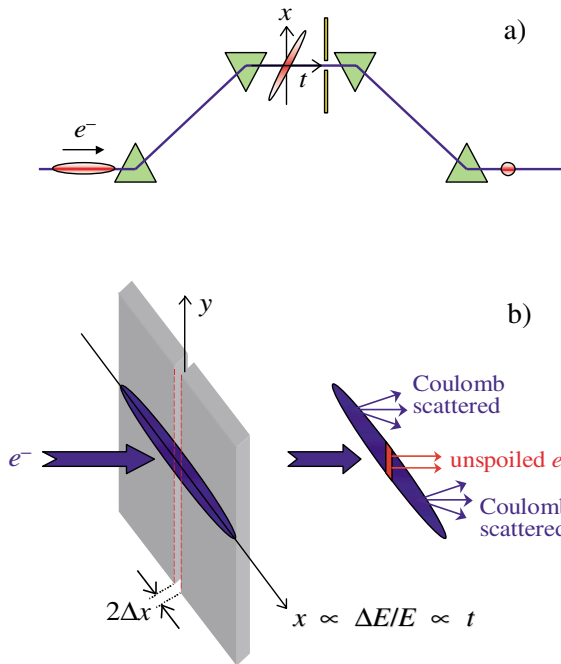 a)
x
t
e⁻
b)
y
Coulomb
scattered
e⁻
unspoiled e
Coulomb
scattered
2Δx
x ∝ ΔE/E ∝ t